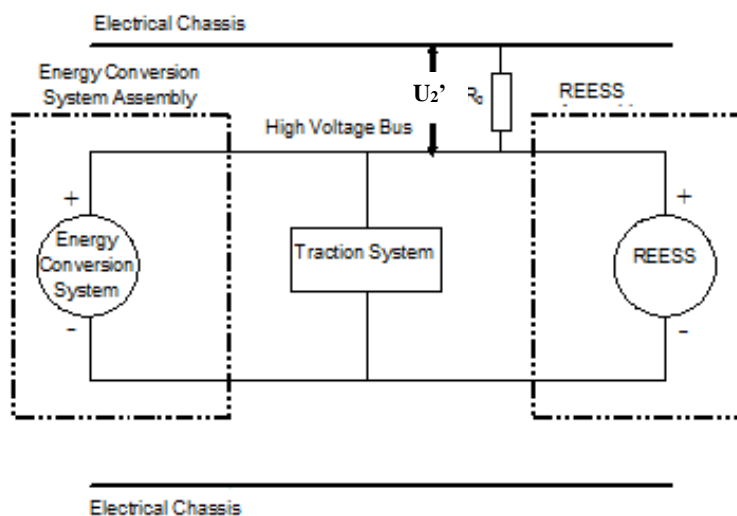 Electrical Chassis
Energy Conversion
System Assembly
U₂’
REESS
High Voltage Bus
+
Energy
Conversion
System
-
Traction System
+
REESS
-
Electrical Chassis